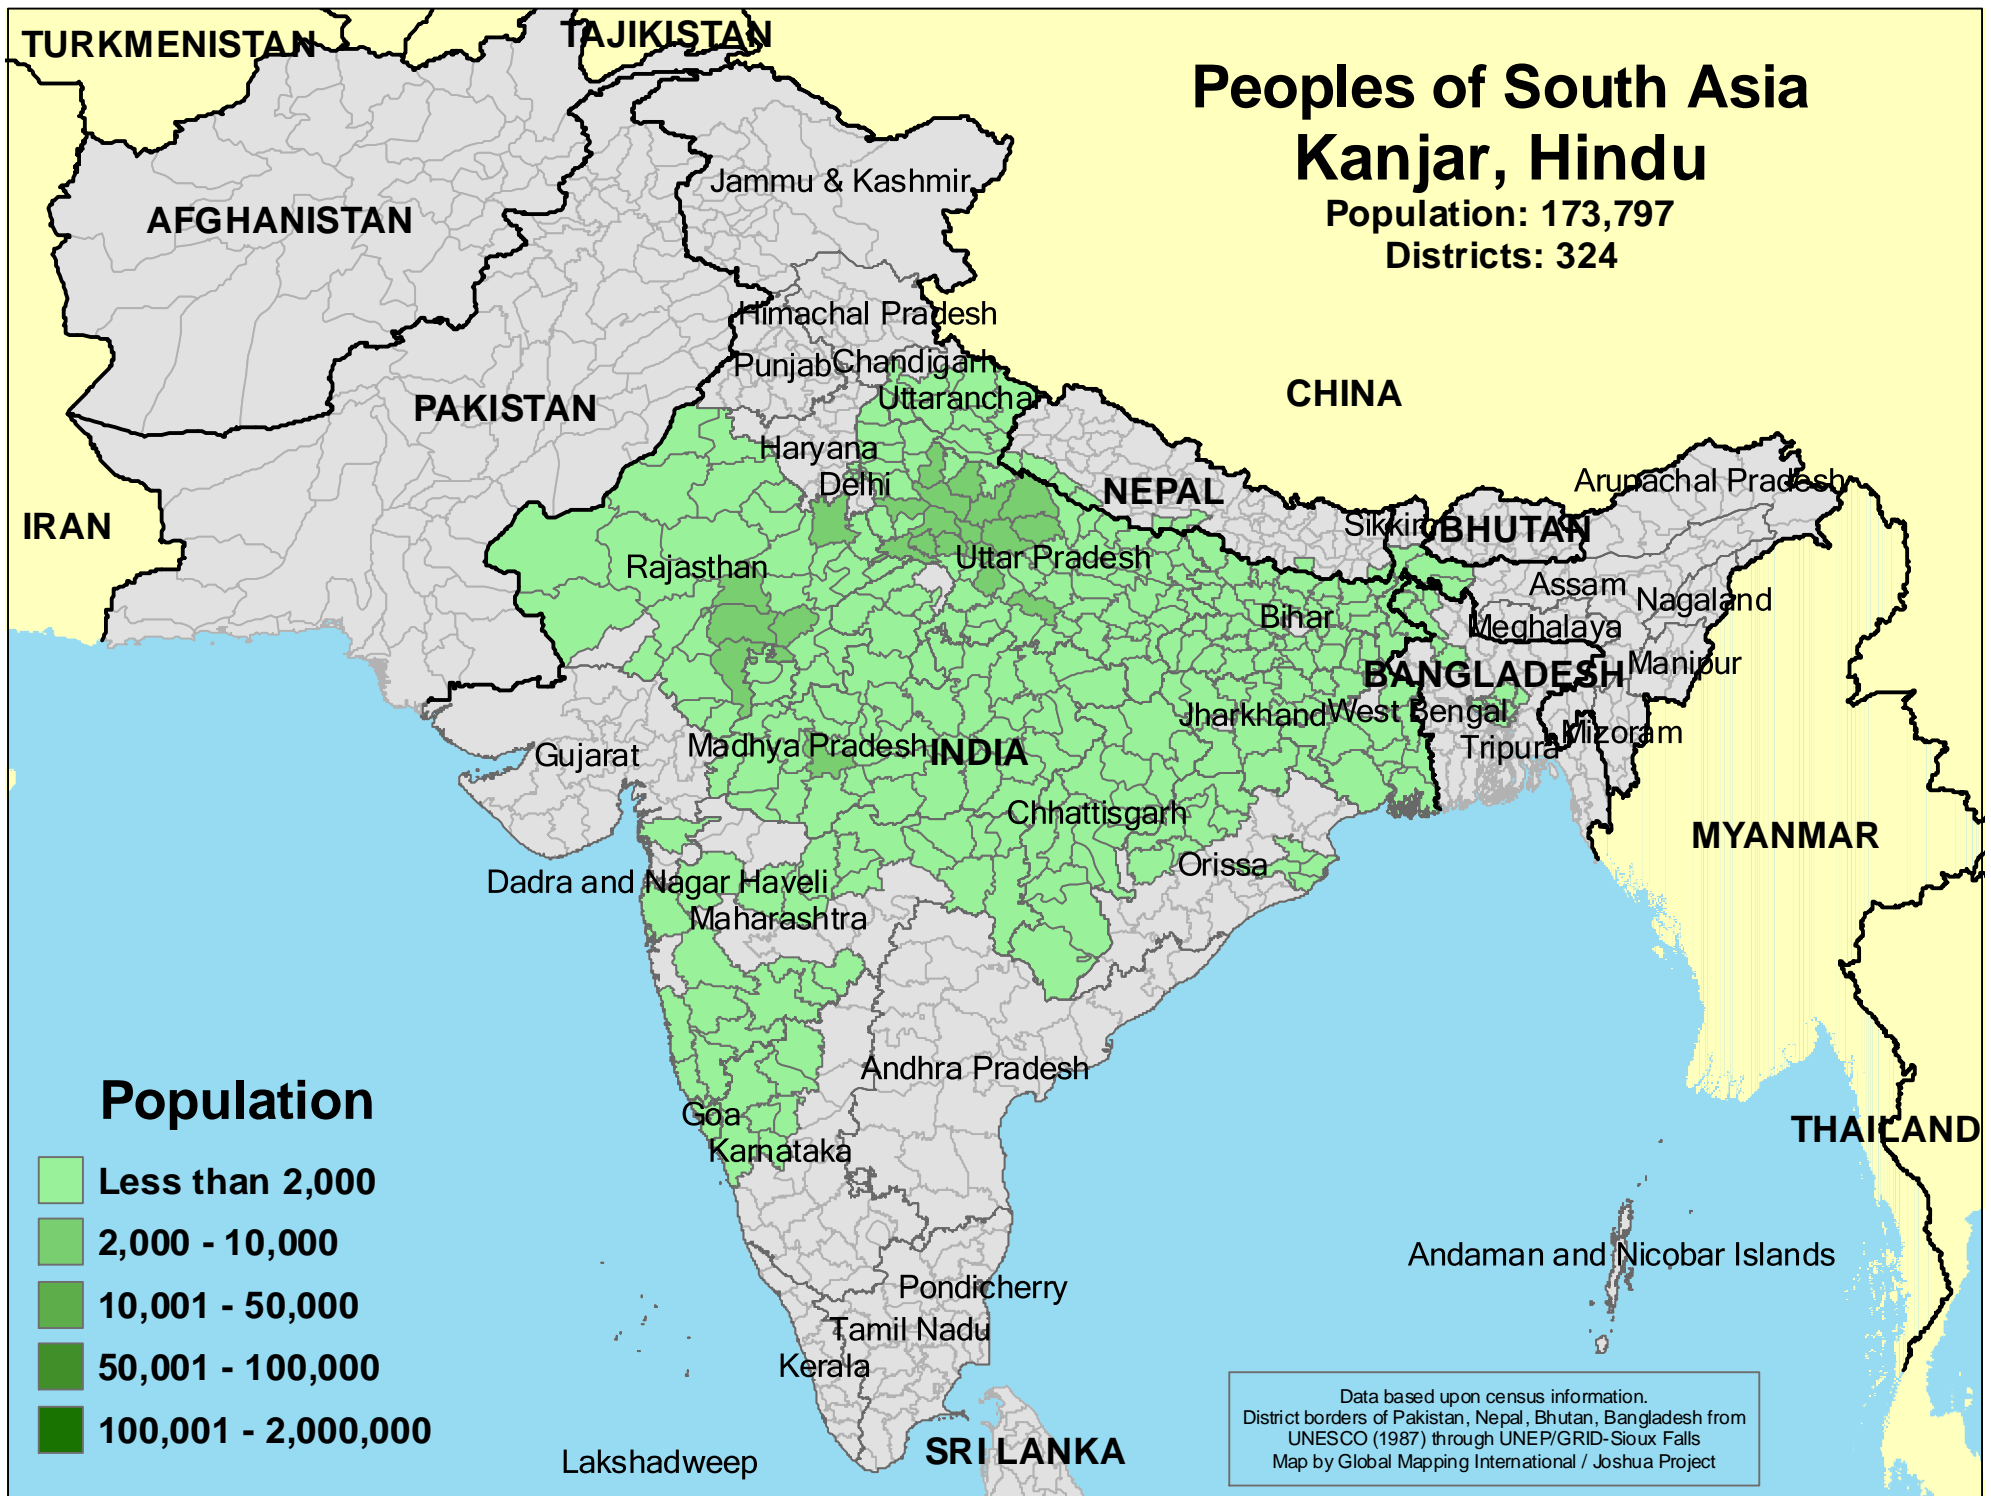 TURKMENISTAN
TAJIKISTAN
Peoples of South Asia
Kanjar, Hindu
Population: 173,797
Districts: 324
Jammu & Kashmir
AFGHANISTAN
Himachal Pradesh
Punjab
Chandigarh
CHINA
Uttaranchal
PAKISTAN
Haryana
Delhi
NEPAL
Arupachal Pradesh
IRAN
Sikkim
BHUTAN
Rajasthan
Uttar Pradesh
Assam
Nagaland
Bihar
Meghalaya
BANGLADESH
Manipur
Jharkhand
West Bengal
Mizoram
Tripura
Gujarat
Madhya Pradesh
INDIA
Chhattisgarh
MYANMAR
Orissa
Dadra and Nagar Haveli
Maharashtra
Andhra Pradesh
Goa
Karnataka
THAILAND
Population
Less than 2,000
2,000 - 10,000
10,001 - 50,000
50,001 - 100,000
100,001 - 2,000,000
Andaman and Nicobar Islands
Pondicherry
Tamil Nadu
Kerala
Lakshadweep
SRI LANKA
Data based upon census information.
District borders of Pakistan, Nepal, Bhutan, Bangladesh from
UNESCO (1987) through UNEP/GRID-Sioux Falls
Map by Global Mapping International / Joshua Project